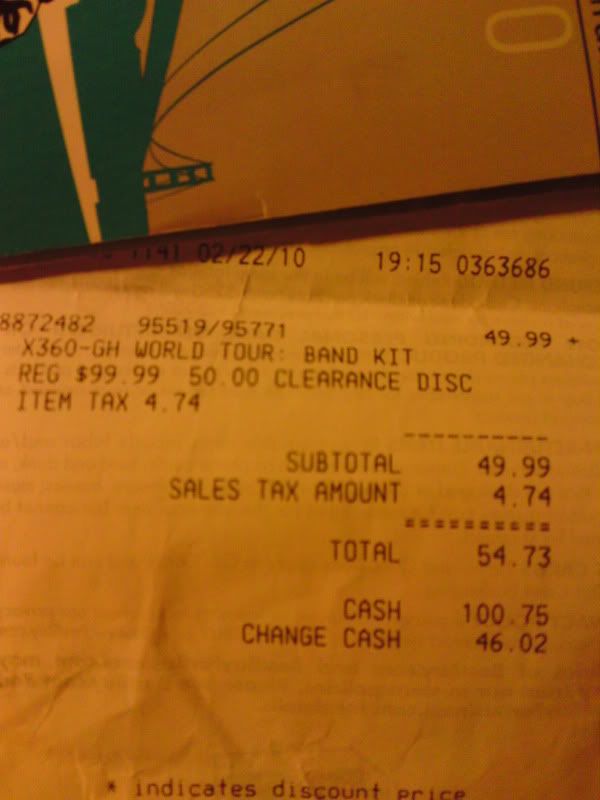 1141 02/22/10 19:15 0363686
8872482 95519/95771 49.99 +
X360-GH WORLD TOUR: BAND KIT
REG $99.99 50.00 CLEARANCE DISC
ITEM TAX 4.74
----------
SUBTOTAL 49.99
SALES TAX AMOUNT 4.74
==========
TOTAL 54.73
CASH 100.75
CHANGE CASH 46.02
* indicates discount price